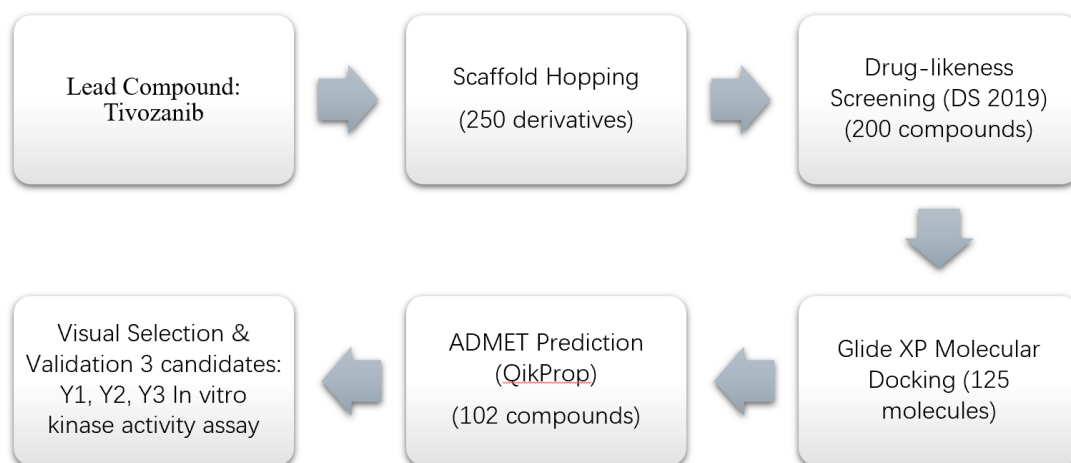 Lead Compound:
Tivozanib
Scaffold Hopping
(250 derivatives)
Drug-likeness
Screening (DS 2019)
(200 compounds)
Glide XP Molecular
Docking (125
molecules)
ADMET Prediction
(QikProp)
(102 compounds)
Visual Selection &
Validation 3 candidates:
Y1, Y2, Y3 In vitro
kinase activity assay